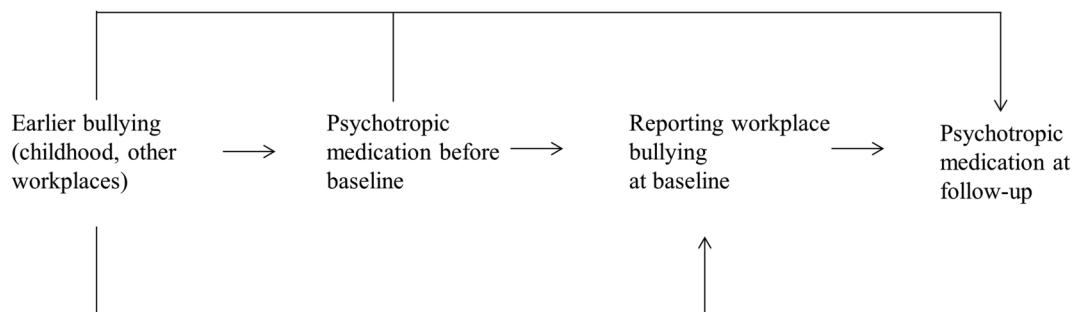 Earlier bullying
(childhood, other
workplaces)
Psychotropic
medication before
baseline
Reporting workplace
bullying
at baseline
Psychotropic
medication at
follow-up